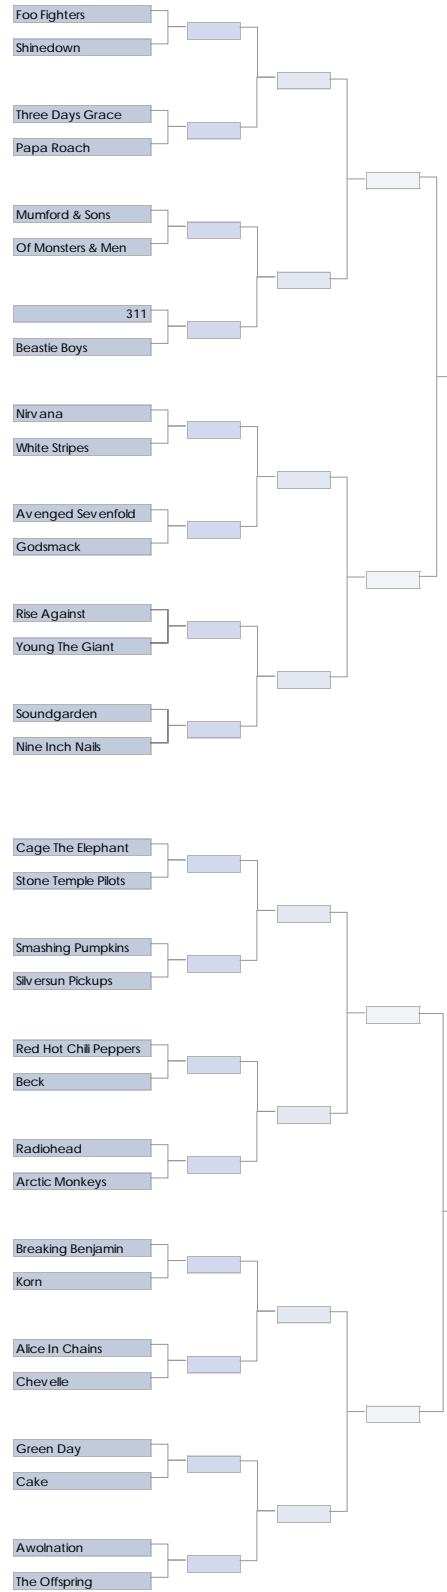 Foo Fighters
Shinedown
Three Days Grace
Papa Roach
Mumford & Sons
Of Monsters & Men
311
Beastie Boys
Nirvana
White Stripes
Avenged Sevenfold
Godsmack
Rise Against
Young The Giant
Soundgarden
Nine Inch Nails
Cage The Elephant
Stone Temple Pilots
Smashing Pumpkins
Silversun Pickups
Red Hot Chili Peppers
Beck
Radiohead
Arctic Monkeys
Breaking Benjamin
Korn
Alice In Chains
Chevelle
Green Day
Cake
Awolnation
The Offspring